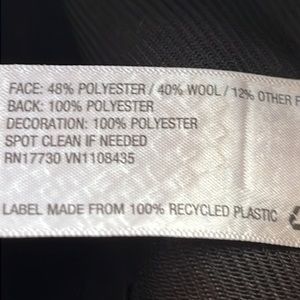 FACE: 48% POLYESTER / 40% WOOL / 12% OTHER F
BACK: 100% POLYESTER
DECORATION: 100% POLYESTER
SPOT CLEAN IF NEEDED
RN17730 VN1108435
LABEL MADE FROM 100% RECYCLED PLASTIC